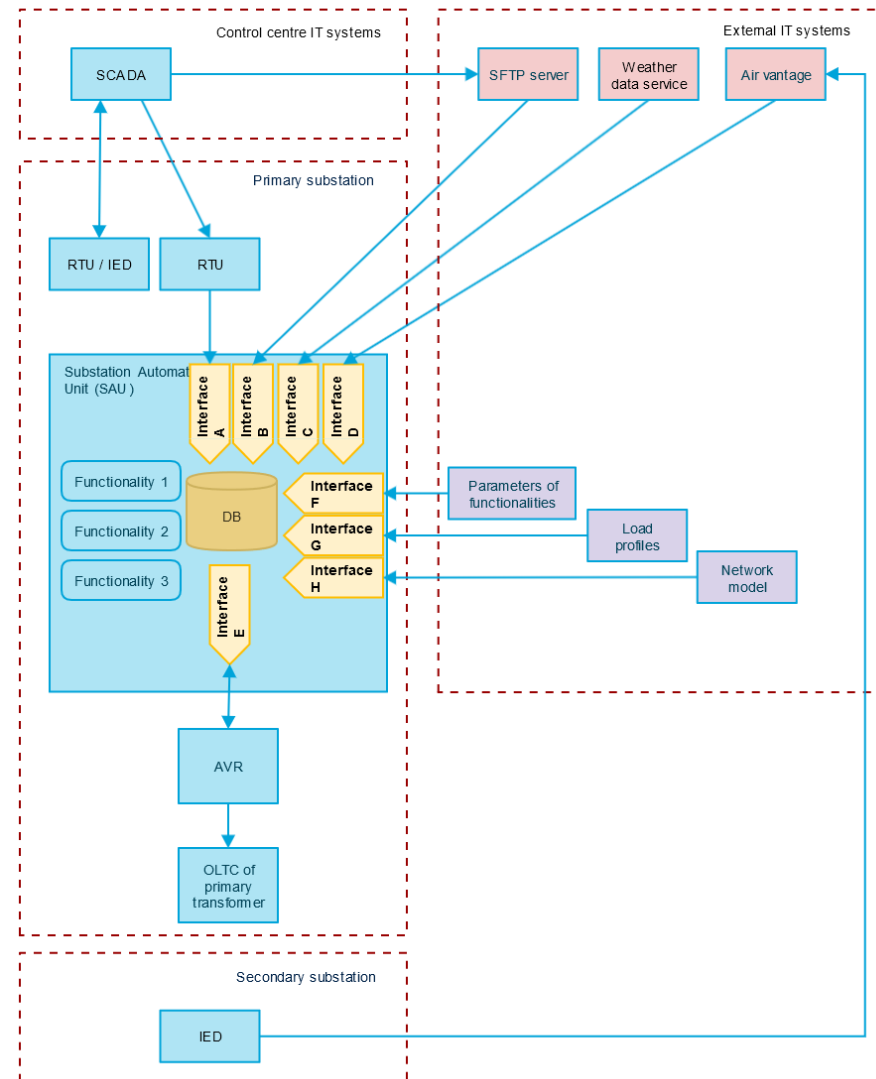 Control centre IT systems
External IT systems
SCADA
SFTP server
Weather
data service
Air vantage
Primary substation
RTU / IED
RTU
Substation Automat
Unit (SAU)
Interface
A
Interface
B
Interface
C
Interface
D
Functionality 1
Functionality 2
Functionality 3
DB
Interface
F
Interface
G
Interface
H
Interface
E
Parameters of
functionalities
Load
profiles
Network
model
AVR
OLTC of
primary
transformer
Secondary substation
IED